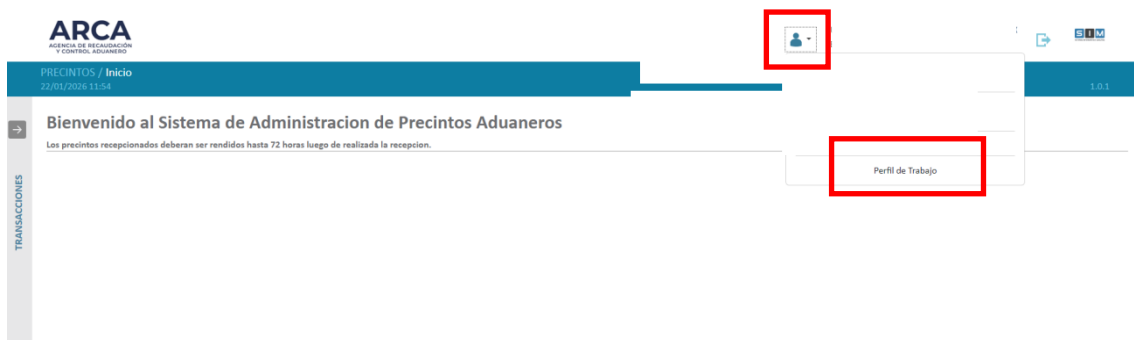 ARCA
AGENCIA DE RECAUDACIÓN
Y CONTROL ADUANERO
SIM
PRECINTOS / Inicio
22/01/2026 11:54
1.0.1
Bienvenido al Sistema de Administracion de Precintos Aduaneros
Los precintos recepcionados deberan ser rendidos hasta 72 horas luego de realizada la recepcion.
Perfil de Trabajo
TRANSACCIONES